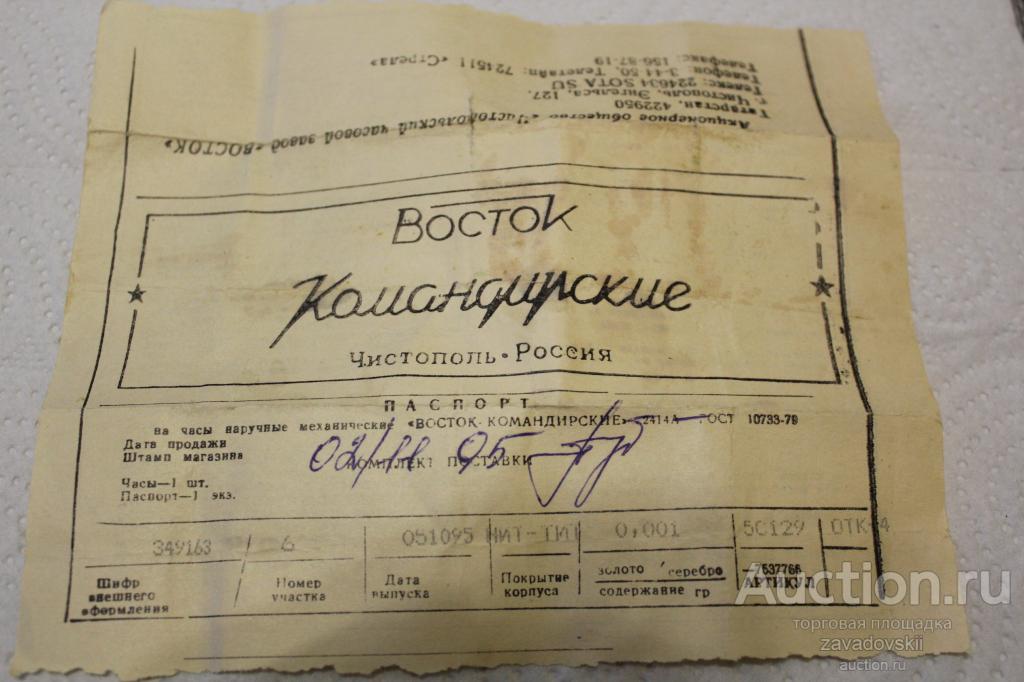 Акционерное общество «Чистопольский часовой завод «ВОСТОК»
Татарстан, 422950
г. Чистополь, Энгельса, 127.
Телекс: 224634 SOTA SU
Телефон: 3-44 50, Телетайп: 724511 «Стрела»
Телефакс: 156-87-19
ВОСТОК
Командирские
ЧИСТОПОЛЬ • РОССИЯ
ПАСПОРТ
на часы наручные механические «ВОСТОК-КОМАНДИРСКИЕ» 2414А ГОСТ 10733-79
Дата продажи
Штамп магазина
02/11 95
КОМПЛЕКТ ПОСТАВКИ
Часы—1 шт.
Паспорт—1 экз.
349163 6 051095 НИТ-ТИТ 0,001 5С129 ОТК-4
Шифр внешнего оформления
Номер участка
Дата выпуска
Покрытие корпуса
золото серебро
содержание гр
7537766
АРТИКУЛ
Auction.ru
торговая площадка
zavadovskii
auction.ru